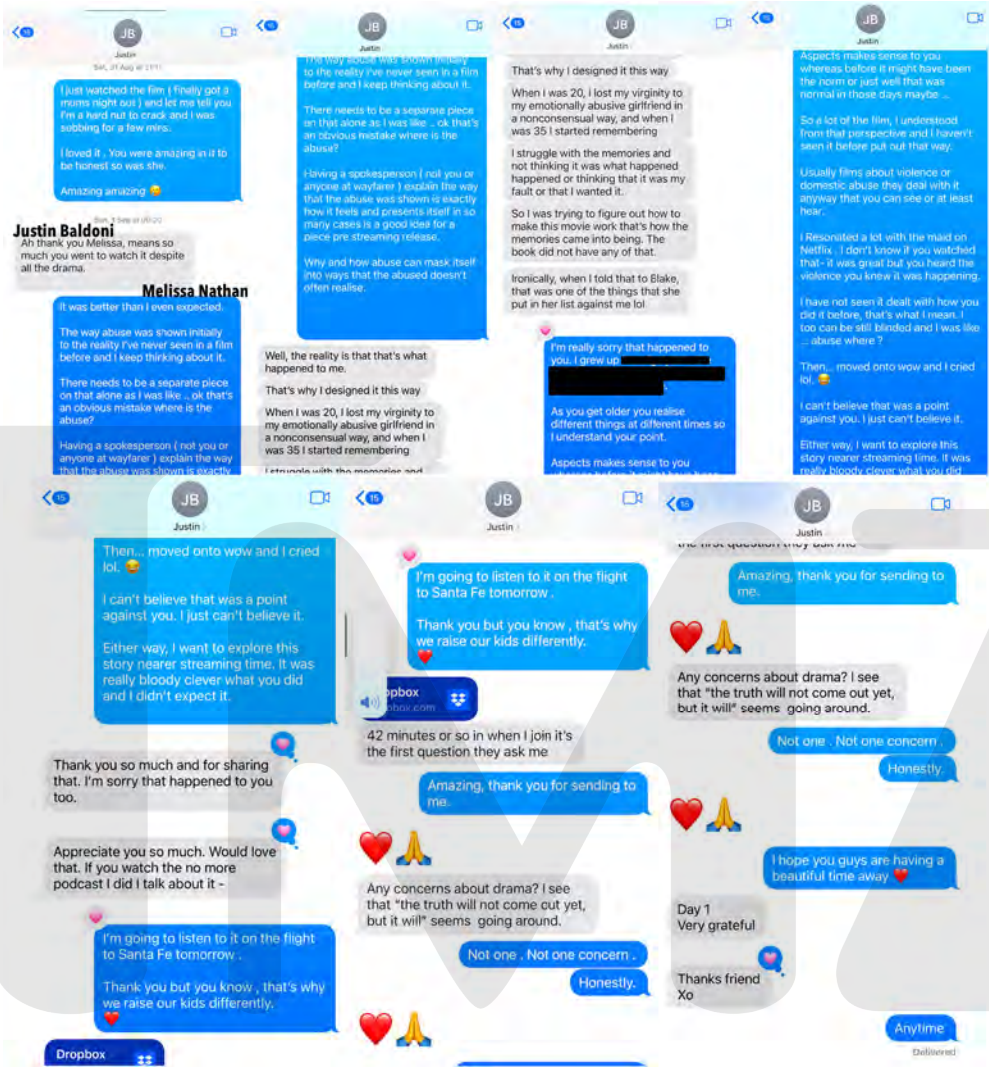 15
JB
Justin
Sat, 31 Aug at 21:11
I just watched the film ( finally got a
mums night out ) end let me tell you
I'm a hard nut to crack and I was
sobbing for a few mins.
I loved it . You were amazing in it to
be honest so was she.
Amazing amazing 😅
Justin Baldoni
Ah thank you Melissa, means so
much you went to watch it despite
all the drama.
Melissa Nathan
It was better than I even expected.
The way abuse was shown initially
to the reality I've never seen in a film
before and I keep thinking about it.
There needs to be a separate piece
on that alone as I was like .. ok that's
an obvious mistake where is the
abuse?
Having a spokesperson ( not you or
anyone at wayfarer ) explain the way
that the abuse was shown is exactly
15
JB
Justin
The way abuse was shown initially
to the reality I've never seen in a film
before and I keep thinking about it.
There needs to be a separate piece
on that alone as I was like .. ok that's
an obvious mistake where is the
abuse?
Having a spokesperson ( not you or
anyone at wayfarer ) explain the way
that the abuse was shown is exactly
how it feels and presents itself in so
many cases is a good idea for a
piece pre streaming release.
Why and how abuse can mask itself
into ways that the abused doesn't
often realise.
Well, the reality is that that's what
happened to me.
That's why I designed it this way
When I was 20, I lost my virginity to
my emotionally abusive girlfriend in
a nonconsensual way, and when I
was 35 I started remembering
I struggle with the memories and
15
JB
Justin
That's why I designed it this way
When I was 20, I lost my virginity to
my emotionally abusive girlfriend in
a nonconsensual way, and when I
was 35 I started remembering
I struggle with the memories and
not thinking it was what happened
happened or thinking that it was my
fault or that I wanted it.
So I was trying to figure out how to
make this movie work that's how the
memories came into being. The
book did not have any of that.
Ironically, when I told that to Blake,
that was one of the things that she
put in her list against me lol
I'm really sorry that happened to
you. I grew up
As you get older you realise
different things at different times so
I understand your point.
Aspects makes sense to you
whereas before it might have been
15
JB
Justin
Aspects makes sense to you
whereas before it might have been
the norm or just well that was
normal in those days maybe ..
So a lot of the film, I understood
from that perspective and I haven't
seen it before put out that way.
Usually films about violence or
domestic abuse they deal with it
anyway that you can see or at least
hear.
I Resonated a lot with the maid on
Netflix . I don't know if you watched
that- it was great but you heard the
violence you knew it was happening.
I have not seen it dealt with how you
did it before, that's what I mean. I
too can be still blinded and I was like
.. abuse where ?
Then... moved onto wow and I cried
lol. 😂
I can't believe that was a point
against you. I just can't believe it.
Either way, I want to explore this
story nearer streaming time. It was
really bloody clever what you did
15
JB
Justin
Then... moved onto wow and I cried
lol. 😂
I can't believe that was a point
against you. I just can't believe it.
Either way, I want to explore this
story nearer streaming time. It was
really bloody clever what you did
and I didn't expect it.
Thank you so much and for sharing
that. I'm sorry that happened to you
too.
Appreciate you so much. Would love
that. If you watch the no more
podcast I did I talk about it -
I'm going to listen to it on the flight
to Santa Fe tomorrow .
Thank you but you know , that's why
we raise our kids differently.
❤️
Dropbox
15
JB
Justin
I'm going to listen to it on the flight
to Santa Fe tomorrow .
Thank you but you know , that's why
we raise our kids differently.
❤️
opbox
pbox.com
42 minutes or so in when I join it's
the first question they ask me
Amazing, thank you for sending to
me.
❤️🙏
Any concerns about drama? I see
that "the truth will not come out yet,
but it will" seems going around.
Not one . Not one concern .
Honestly.
❤️🙏
15
JB
Justin
the first question they ask me
Amazing, thank you for sending to
me.
❤️🙏
Any concerns about drama? I see
that "the truth will not come out yet,
but it will" seems going around.
Not one . Not one concern .
Honestly.
❤️🙏
I hope you guys are having a
beautiful time away ❤️
Day 1
Very grateful
Thanks friend
Xo
Anytime
Delivered